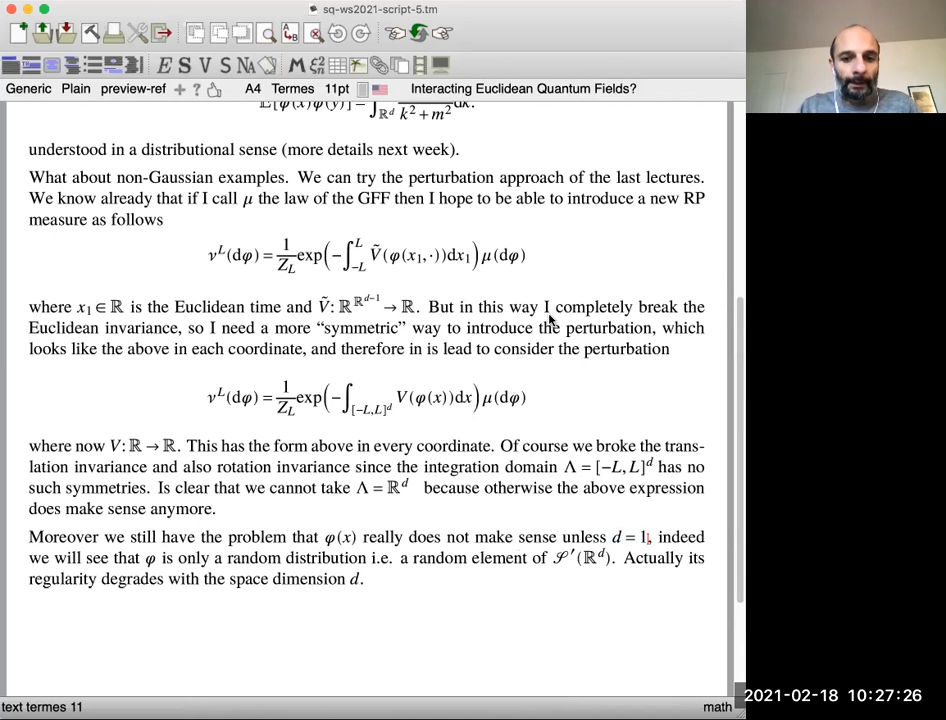 sq-ws2021-script-5.tm
E S V S NA
Generic Plain preview-ref A4 Termes 11pt Interacting Euclidean Quantum Fields?
𝔼[φ(x)φ(y)] = ∫_{ℝ^d} k² + m² dk.
understood in a distributional sense (more details next week).
What about non-Gaussian examples. We can try the perturbation approach of the last lectures.
We know already that if I call μ the law of the GFF then I hope to be able to introduce a new RP
measure as follows
ν^L(dφ) = 1/Z_L exp(−∫_{−L}^{L} Ṽ(φ(x₁,·))dx₁) μ(dφ)
where x₁ ∈ ℝ is the Euclidean time and Ṽ: ℝ^{ℝ^{d−1}} → ℝ. But in this way I completely break the
Euclidean invariance, so I need a more “symmetric” way to introduce the perturbation, which
looks like the above in each coordinate, and therefore in is lead to consider the perturbation
ν^L(dφ) = 1/Z_L exp(−∫_{[−L,L]^d} V(φ(x))dx) μ(dφ)
where now V: ℝ → ℝ. This has the form above in every coordinate. Of course we broke the trans-
lation invariance and also rotation invariance since the integration domain Λ = [−L, L]^d has no
such symmetries. Is clear that we cannot take Λ = ℝ^d because otherwise the above expression
does make sense anymore.
Moreover we still have the problem that φ(x) really does not make sense unless d = 1, indeed
we will see that φ is only a random distribution i.e. a random element of 𝒮′(ℝ^d). Actually its
regularity degrades with the space dimension d.
text termes 11 math
2021-02-18 10:27:26